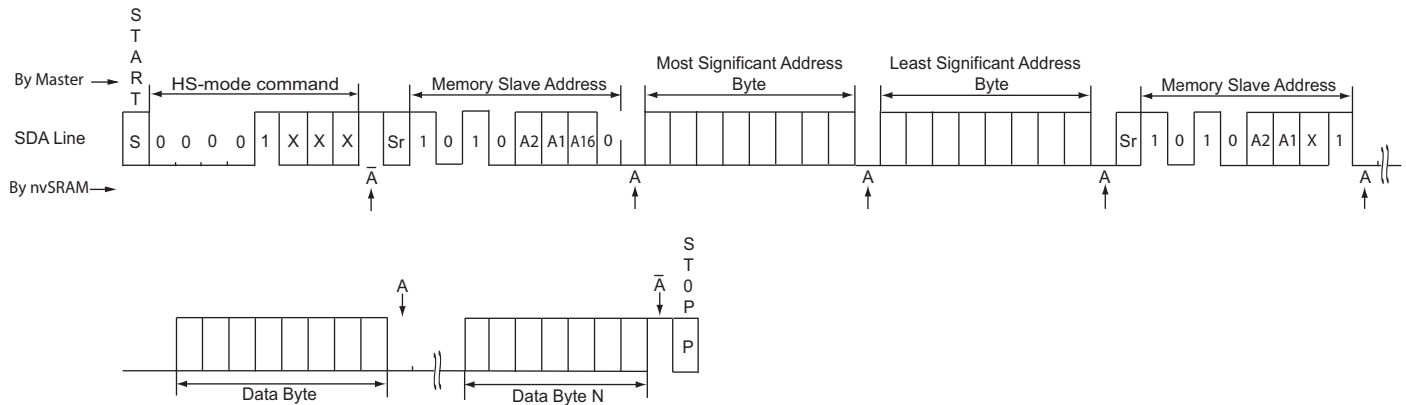 START
HS-mode command
Memory Slave Address
Most Significant Address
Byte
Least Significant Address
Byte
Memory Slave Address
By Master
SDA Line
S 0 0 0 0 1 X X X Sr 1 0 1 0 A2 A1 A16 0 Sr 1 0 1 0 A2 A1 X 1
A̅ A A A A
By nvSRAM
A
A̅
ST0P
P
Data Byte
Data Byte N